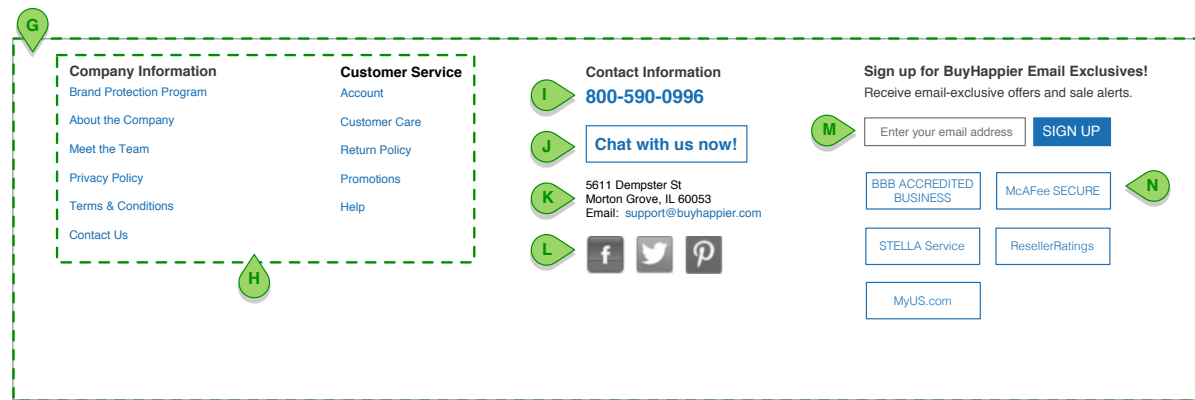 G
Company Information
Brand Protection Program
About the Company
Meet the Team
Privacy Policy
Terms & Conditions
Contact Us
H
Customer Service
Account
Customer Care
Return Policy
Promotions
Help
Contact Information
I
800-590-0996
J
Chat with us now!
K
5611 Dempster St
Morton Grove, IL 60053
Email: support@buyhappier.com
L
Sign up for BuyHappier Email Exclusives!
Receive email-exclusive offers and sale alerts.
M
Enter your email address
SIGN UP
BBB ACCREDITED
BUSINESS
McAFee SECURE
N
STELLA Service
ResellerRatings
MyUS.com